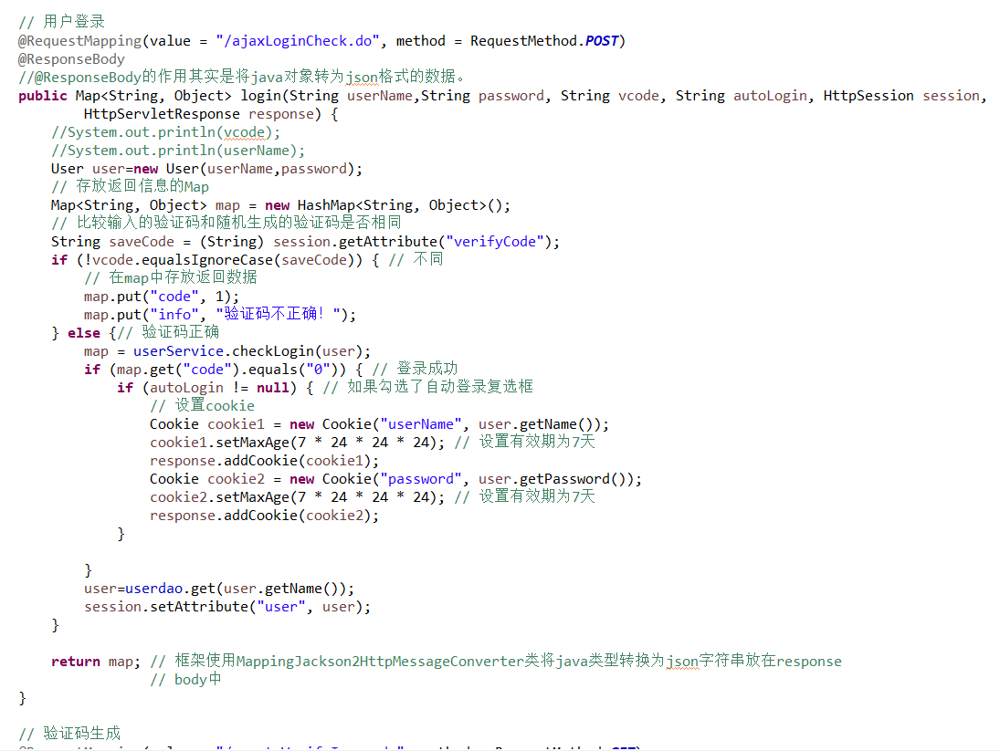 // 用户登录
@RequestMapping(value = "/ajaxLoginCheck.do", method = RequestMethod.POST)
@ResponseBody
//@ResponseBody的作用其实是将java对象转为json格式的数据。
public Map<String, Object> login(String userName,String password, String vcode, String autoLogin, HttpSession session,
        HttpServletResponse response) {
    //System.out.println(vcode);
    //System.out.println(userName);
    User user=new User(userName,password);
    // 存放返回信息的Map
    Map<String, Object> map = new HashMap<String, Object>();
    // 比较输入的验证码和随机生成的验证码是否相同
    String saveCode = (String) session.getAttribute("verifyCode");
    if (!vcode.equalsIgnoreCase(saveCode)) { // 不同
        // 在map中存放返回数据
        map.put("code", 1);
        map.put("info", "验证码不正确！");
    } else {// 验证码正确
        map = userService.checkLogin(user);
        if (map.get("code").equals("0")) { // 登录成功
            if (autoLogin != null) { // 如果勾选了自动登录复选框
                // 设置cookie
                Cookie cookie1 = new Cookie("userName", user.getName());
                cookie1.setMaxAge(7 * 24 * 24 * 24); // 设置有效期为7天
                response.addCookie(cookie1);
                Cookie cookie2 = new Cookie("password", user.getPassword());
                cookie2.setMaxAge(7 * 24 * 24 * 24); // 设置有效期为7天
                response.addCookie(cookie2);
            }
        }
        user=userdao.get(user.getName());
        session.setAttribute("user", user);
    }
    return map; // 框架使用MappingJackson2HttpMessageConverter类将java类型转换为json字符串放在response
                // body中
}
// 验证码生成